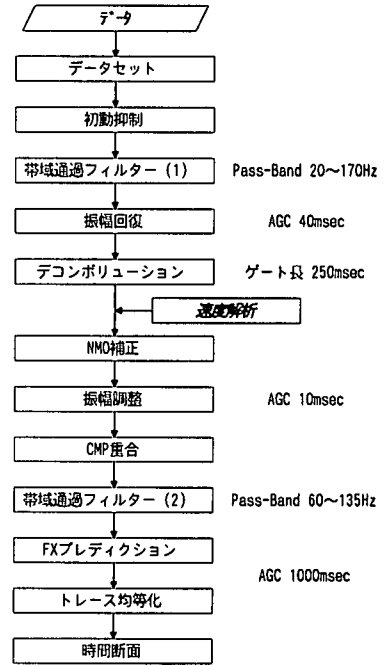 データ
データセット
初動抑制
帯域通過フィルター (1) Pass-Band 20～170Hz
振幅回復 AGC 40msec
デコンボリューション ゲート長 250msec
速度解析
NMO補正
振幅調整 AGC 10msec
CMP重合
帯域通過フィルター (2) Pass-Band 60～135Hz
FXプレディクション
AGC 1000msec
トレース均等化
時間断面